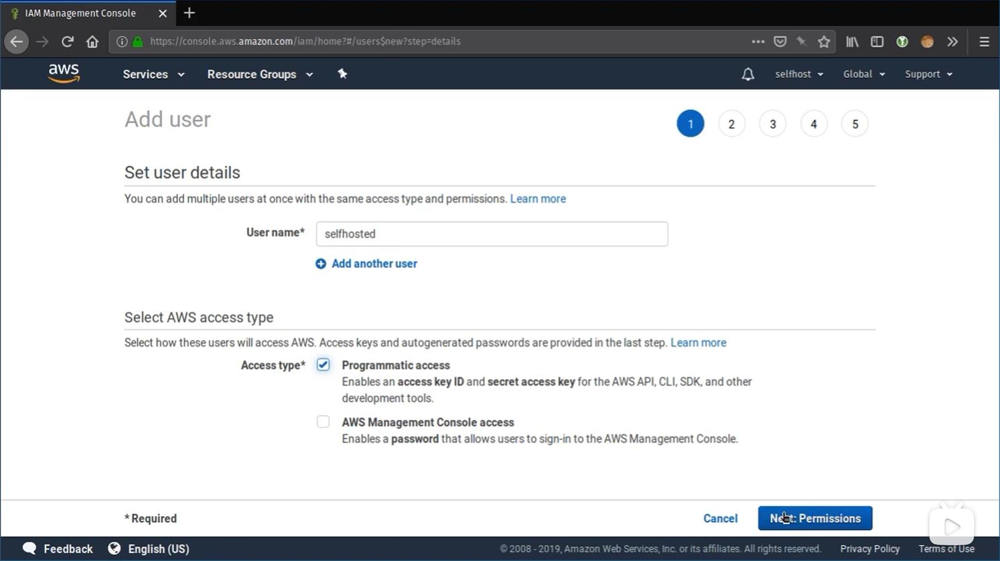 IAM Management Console
https://console.aws.amazon.com/iam/home?#/users$new?step=details
aws Services Resource Groups selfhost Global Support
Add user 1 2 3 4 5
Set user details
You can add multiple users at once with the same access type and permissions. Learn more
User name* selfhosted
Add another user
Select AWS access type
Select how these users will access AWS. Access keys and autogenerated passwords are provided in the last step. Learn more
Access type* Programmatic access
Enables an access key ID and secret access key for the AWS API, CLI, SDK, and other
development tools.
AWS Management Console access
Enables a password that allows users to sign-in to the AWS Management Console.
* Required Cancel Next: Permissions
Feedback English (US) © 2008 - 2019, Amazon Web Services, Inc. or its affiliates. All rights reserved. Privacy Policy Terms of Use